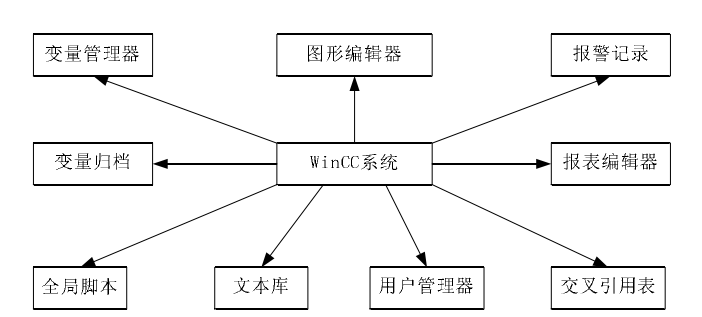 变量管理器
图形编辑器
报警记录
变量归档
WinCC系统
报表编辑器
全局脚本
文本库
用户管理器
交叉引用表